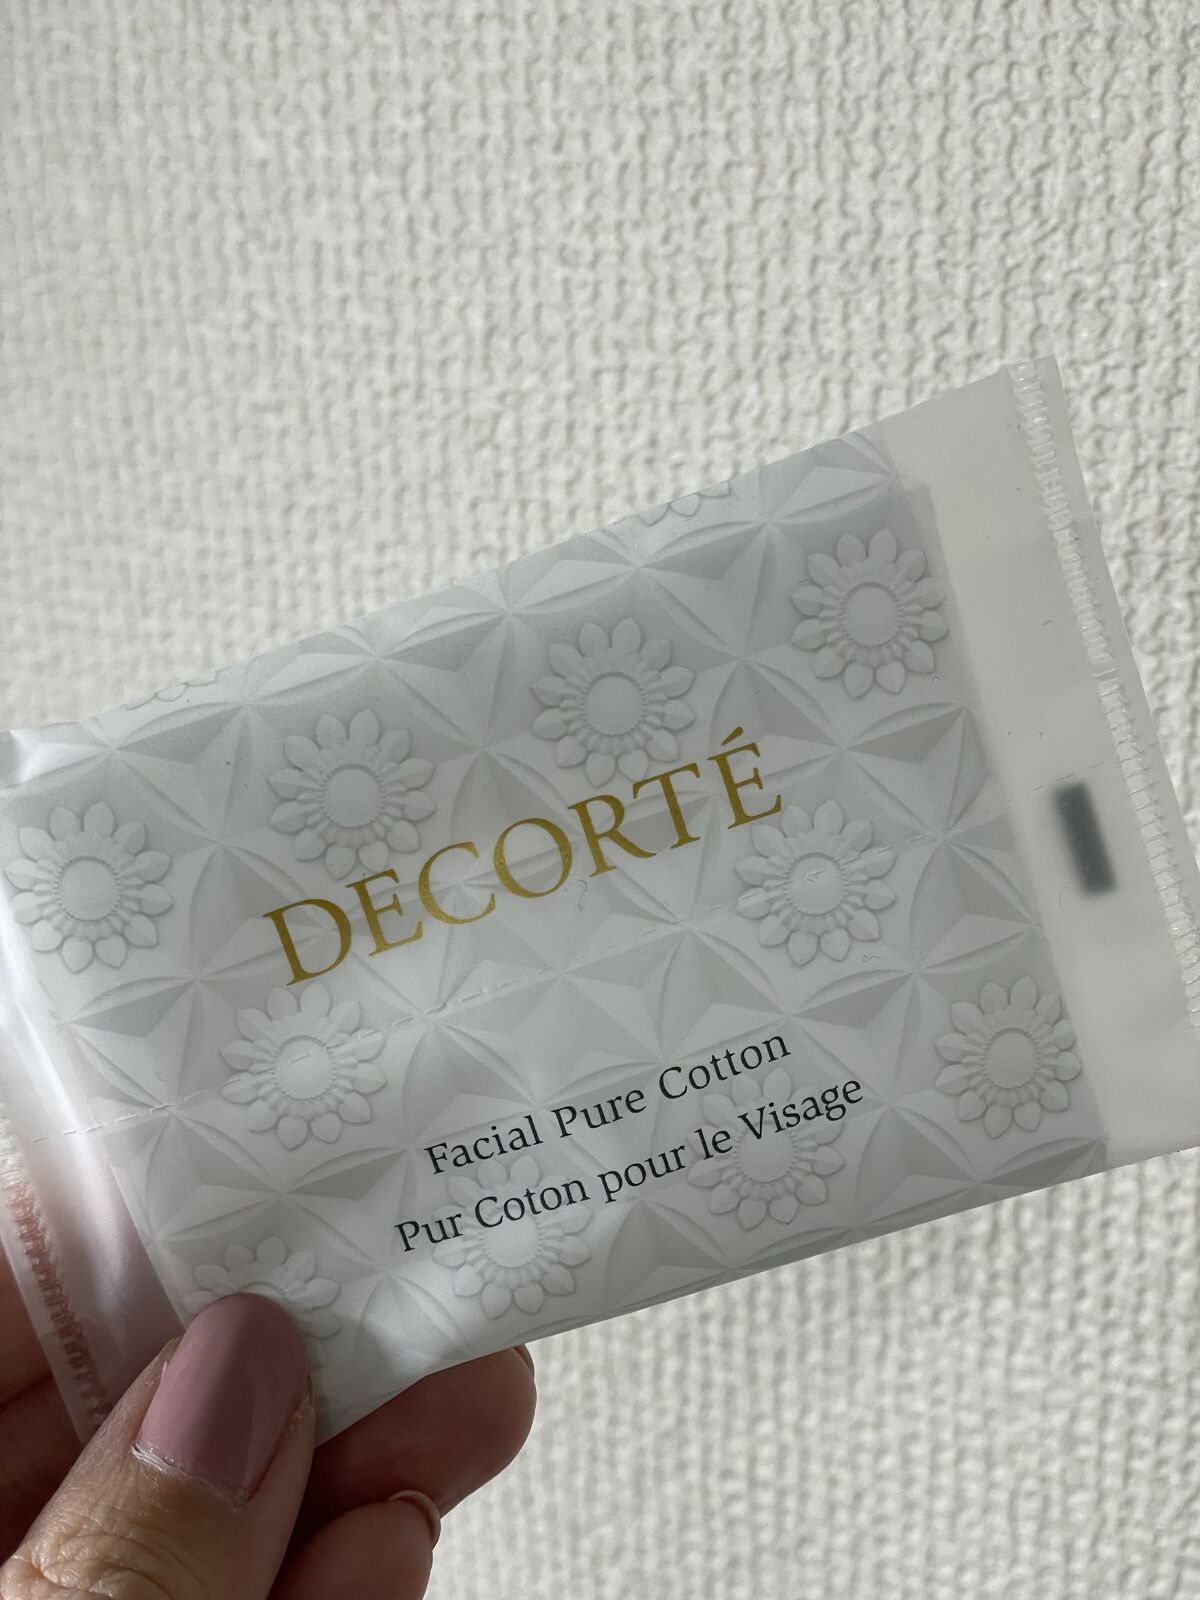 DECORTÉ
Facial Pure Cotton
Pur Coton pour le Visage